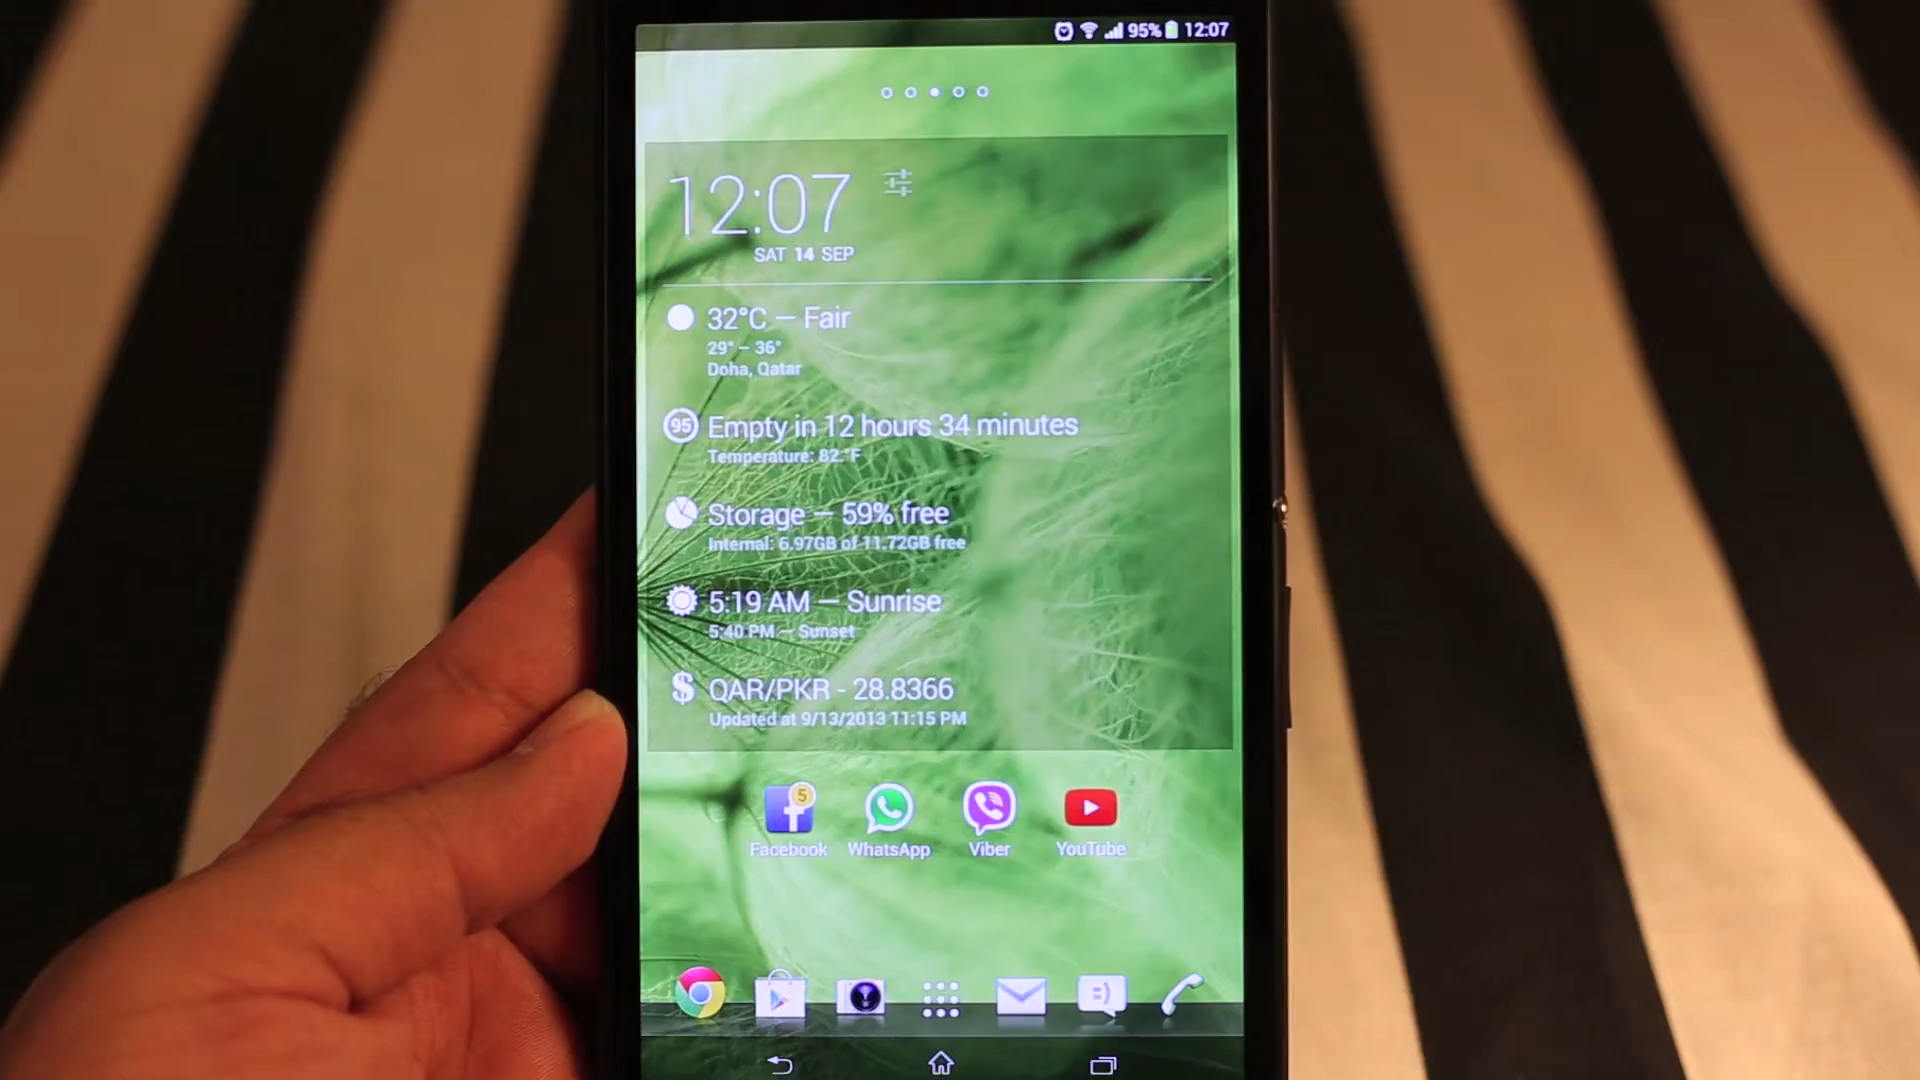 95% 12:07
12:07
SAT 14 SEP
32°C – Fair
29° – 36°
Doha, Qatar
95
Empty in 12 hours 34 minutes
Temperature: 82.°F
Storage – 59% free
Internal: 6.97GB of 11.72GB free
5:19 AM – Sunrise
5:40 PM – Sunset
$ QAR/PKR - 28.8366
Updated at 9/13/2013 11:15 PM
5
Facebook WhatsApp Viber YouTube